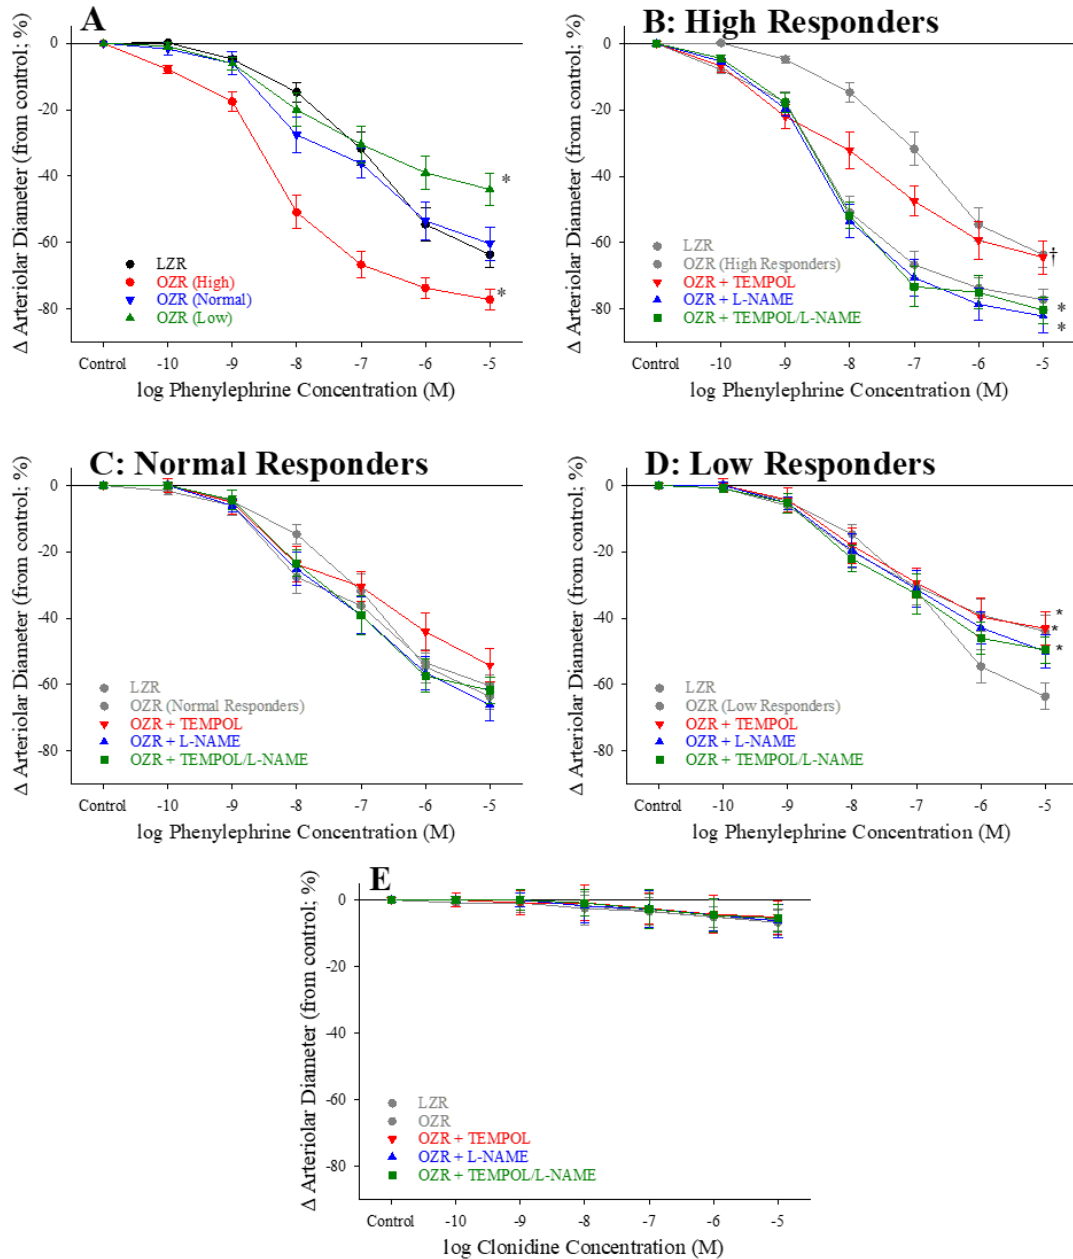 A
B: High Responders
Δ Arteriolar Diameter (from control; %)
0
-20
-40
-60
-80
*
*
LZR
OZR (High)
OZR (Normal)
OZR (Low)
Control -10 -9 -8 -7 -6 -5
log Phenylephrine Concentration (M)
Δ Arteriolar Diameter (from control; %)
0
-20
-40
-60
-80
†
*
*
LZR
OZR (High Responders)
OZR + TEMPOL
OZR + L-NAME
OZR + TEMPOL/L-NAME
Control -10 -9 -8 -7 -6 -5
log Phenylephrine Concentration (M)
C: Normal Responders
Δ Arteriolar Diameter (from control; %)
0
-20
-40
-60
-80
LZR
OZR (Normal Responders)
OZR + TEMPOL
OZR + L-NAME
OZR + TEMPOL/L-NAME
Control -10 -9 -8 -7 -6 -5
log Phenylephrine Concentration (M)
D: Low Responders
Δ Arteriolar Diameter (from control; %)
0
-20
-40
-60
-80
*
*
*
LZR
OZR (Low Responders)
OZR + TEMPOL
OZR + L-NAME
OZR + TEMPOL/L-NAME
Control -10 -9 -8 -7 -6 -5
log Phenylephrine Concentration (M)
E
Δ Arteriolar Diameter (from control; %)
0
-20
-40
-60
-80
LZR
OZR
OZR + TEMPOL
OZR + L-NAME
OZR + TEMPOL/L-NAME
Control -10 -9 -8 -7 -6 -5
log Clonidine Concentration (M)